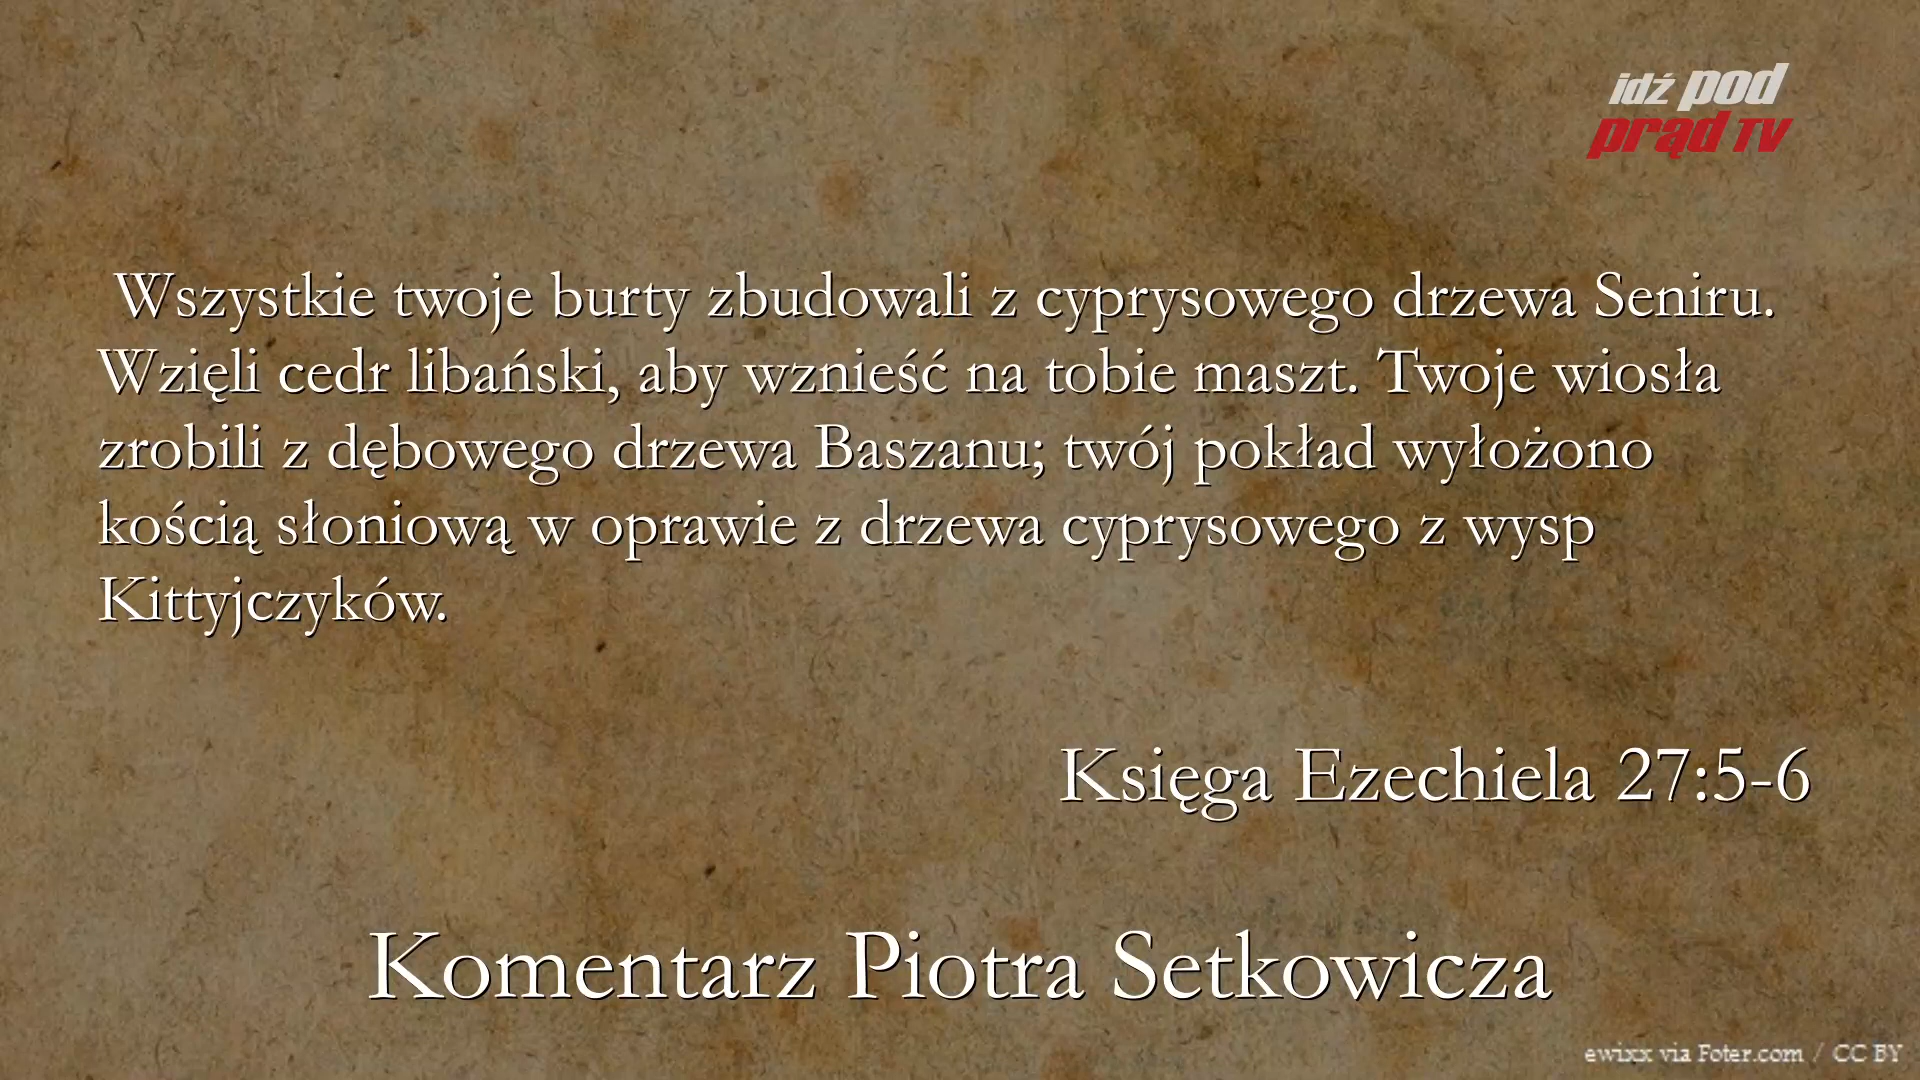 idź pod
prąd TV
Wszystkie twoje burty zbudowali z cyprysowego drzewa Seniru.
Wzięli cedr libański, aby wznieść na tobie maszt. Twoje wiosła
zrobili z dębowego drzewa Baszanu; twój pokład wyłożono
kością słoniową w oprawie z drzewa cyprysowego z wysp
Kittyjczyków.
Księga Ezechiela 27:5-6
Komentarz Piotra Setkowicza
ewixx via Foter.com / CC BY